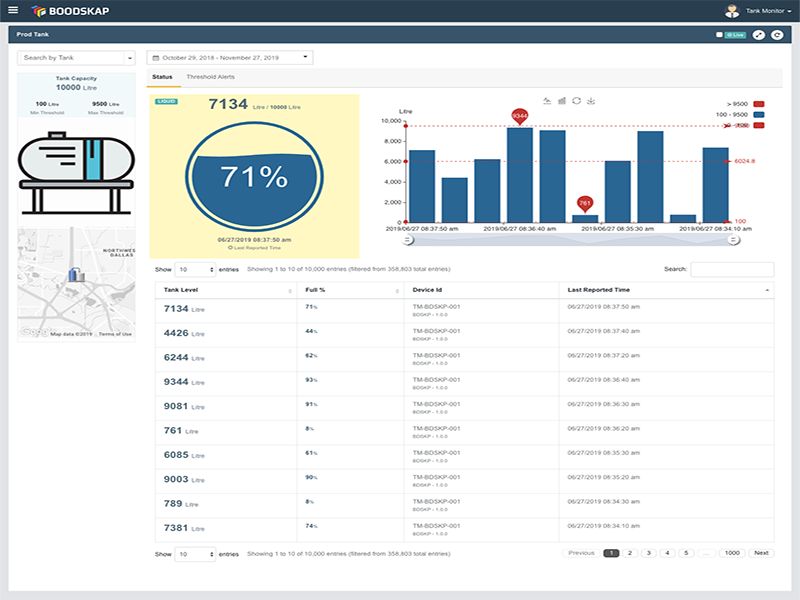 BOODSKAP
Tank Monitor
Prod Tank
Live
Search by Tank
October 29, 2018 - November 27, 2019
Tank Capacity
10000 Litre
100 Litre
9500 Litre
Min Threshold
Max Threshold
NORTHWES
DALLAS
Google
Map data ©2019
Terms of Use
Status
Threshold Alerts
LIQUID
7134 Litre / 10000 Litre
71%
06/27/2019 08:37:50 am
Last Reported Time
Litre
10,000
8,000
6,000
4,000
2,000
0
9344
761
> 9500
100 - 9500
6024.8
100
2019/06/27 08:37:50 am
2019/06/27 08:36:40 am
2019/06/27 08:35:30 am
2019/06/27 08:34:10 am
Show 10 entries
Showing 1 to 10 of 10,000 entries (filtered from 358,803 total entries)
Search:
Tank Level Full % Device Id Last Reported Time
7134 Litre 71% TM-BDSKP-001 06/27/2019 08:37:50 am
BDSKP - 1.0.0
4426 Litre 44% TM-BDSKP-001 06/27/2019 08:37:40 am
BDSKP - 1.0.0
6244 Litre 62% TM-BDSKP-001 06/27/2019 08:37:20 am
BDSKP - 1.0.0
9344 Litre 93% TM-BDSKP-001 06/27/2019 08:36:40 am
BDSKP - 1.0.0
9081 Litre 91% TM-BDSKP-001 06/27/2019 08:36:30 am
BDSKP - 1.0.0
761 Litre 8% TM-BDSKP-001 06/27/2019 08:36:20 am
BDSKP - 1.0.0
6085 Litre 61% TM-BDSKP-001 06/27/2019 08:35:30 am
BDSKP - 1.0.0
9003 Litre 90% TM-BDSKP-001 06/27/2019 08:35:20 am
BDSKP - 1.0.0
789 Litre 8% TM-BDSKP-001 06/27/2019 08:34:30 am
BDSKP - 1.0.0
7381 Litre 74% TM-BDSKP-001 06/27/2019 08:34:10 am
BDSKP - 1.0.0
Show 10 entries
Showing 1 to 10 of 10,000 entries (filtered from 358,803 total entries)
Previous 1 2 3 4 5 ... 1000 Next